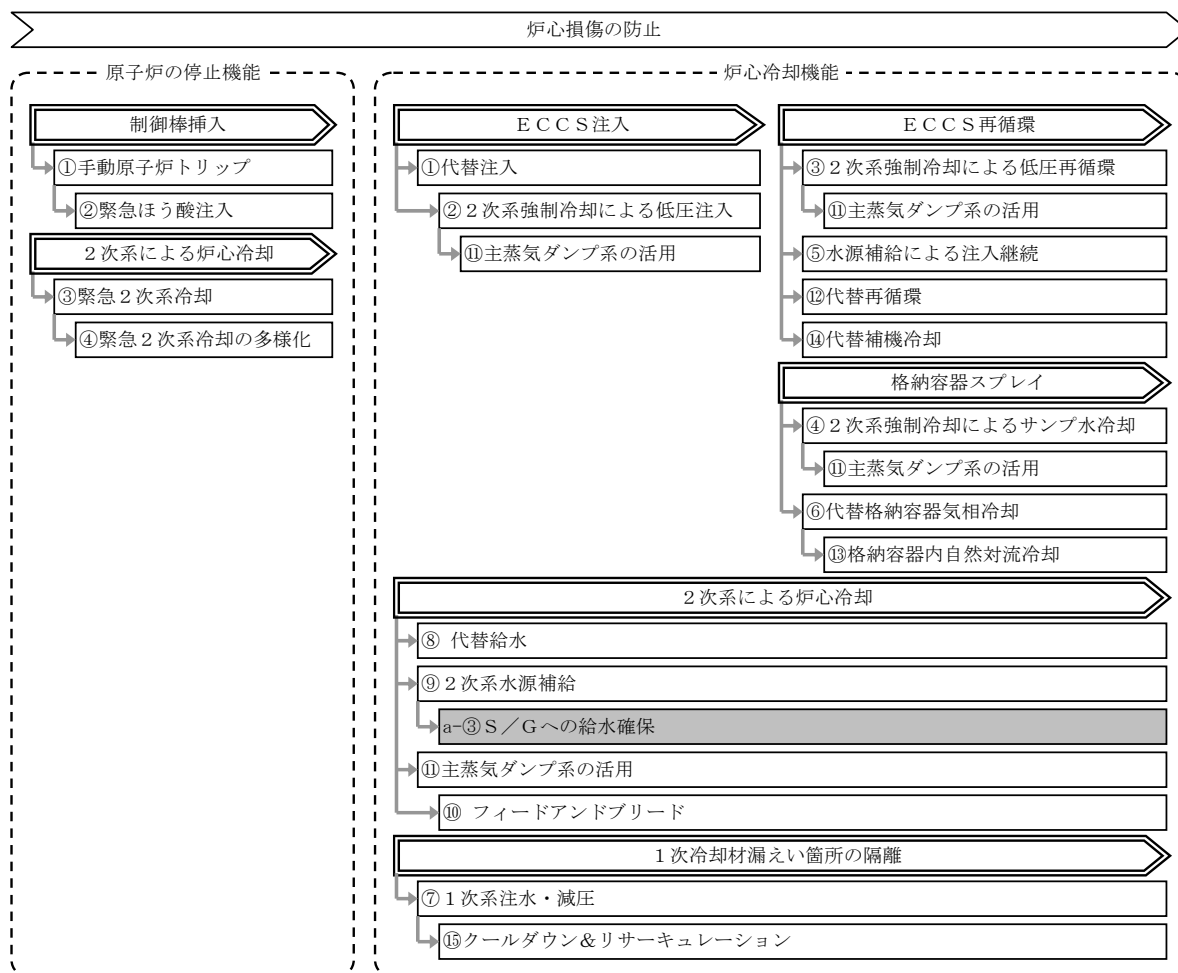 炉心損傷の防止
原子炉の停止機能
制御棒挿入
①手動原子炉トリップ
②緊急ほう酸注入
２次系による炉心冷却
③緊急２次系冷却
④緊急２次系冷却の多様化
炉心冷却機能
ＥＣＣＳ注入
①代替注入
②２次系強制冷却による低圧注入
⑪主蒸気ダンプ系の活用
ＥＣＣＳ再循環
③２次系強制冷却による低圧再循環
⑪主蒸気ダンプ系の活用
⑤水源補給による注入継続
⑫代替再循環
⑭代替補機冷却
格納容器スプレイ
④２次系強制冷却によるサンプ水冷却
⑪主蒸気ダンプ系の活用
⑥代替格納容器気相冷却
⑬格納容器内自然対流冷却
２次系による炉心冷却
⑧ 代替給水
⑨２次系水源補給
a-③Ｓ／Ｇへの給水確保
⑪主蒸気ダンプ系の活用
⑩ フィードアンドブリード
１次冷却材漏えい箇所の隔離
⑦１次系注水・減圧
⑮クールダウン＆リサーキュレーション